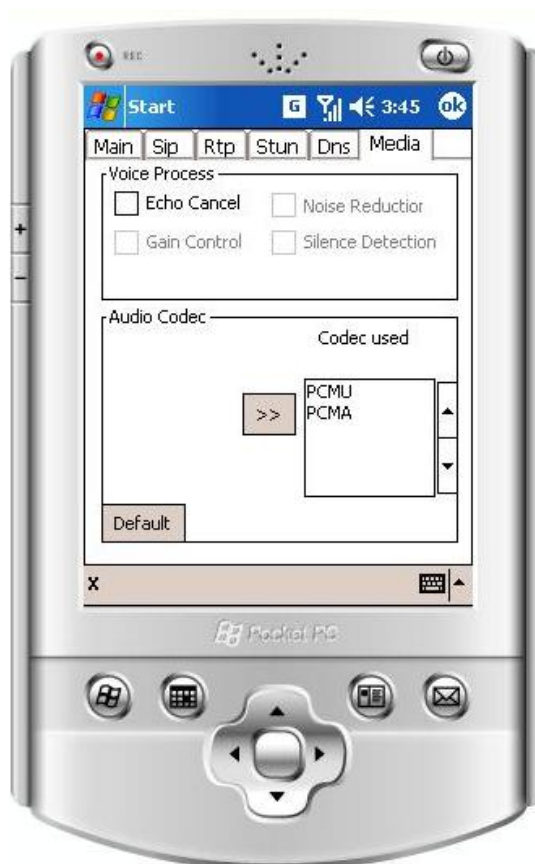 REC
Start G 3:45 ok
Main Sip Rtp Stun Dns Media
Voice Process
Echo Cancel Noise Reductior
Gain Control Silence Detection
Audio Codec
Codec used
PCMU
>> PCMA
Default
x
Pocket PC
+
-